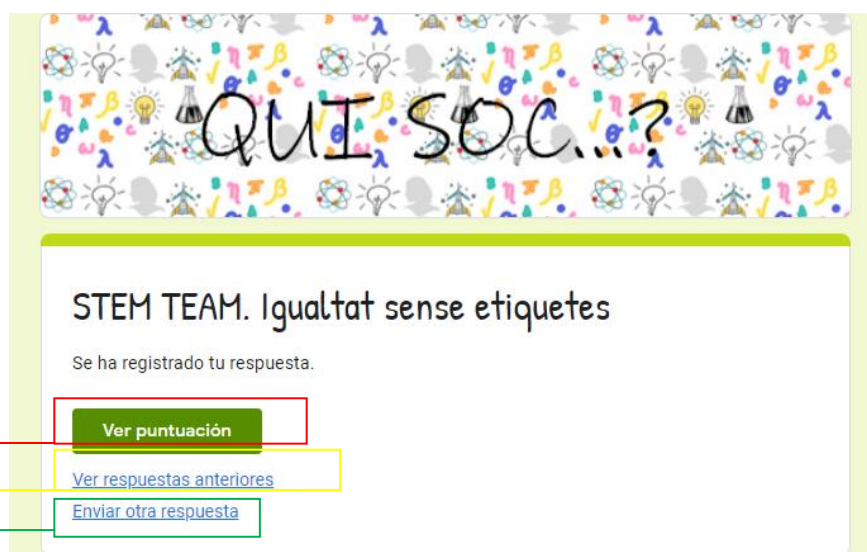 QUI SOC...?
STEM TEAM. Igualtat sense etiquetes
Se ha registrado tu respuesta.
Ver puntuación
Ver respuestas anteriores
Enviar otra respuesta